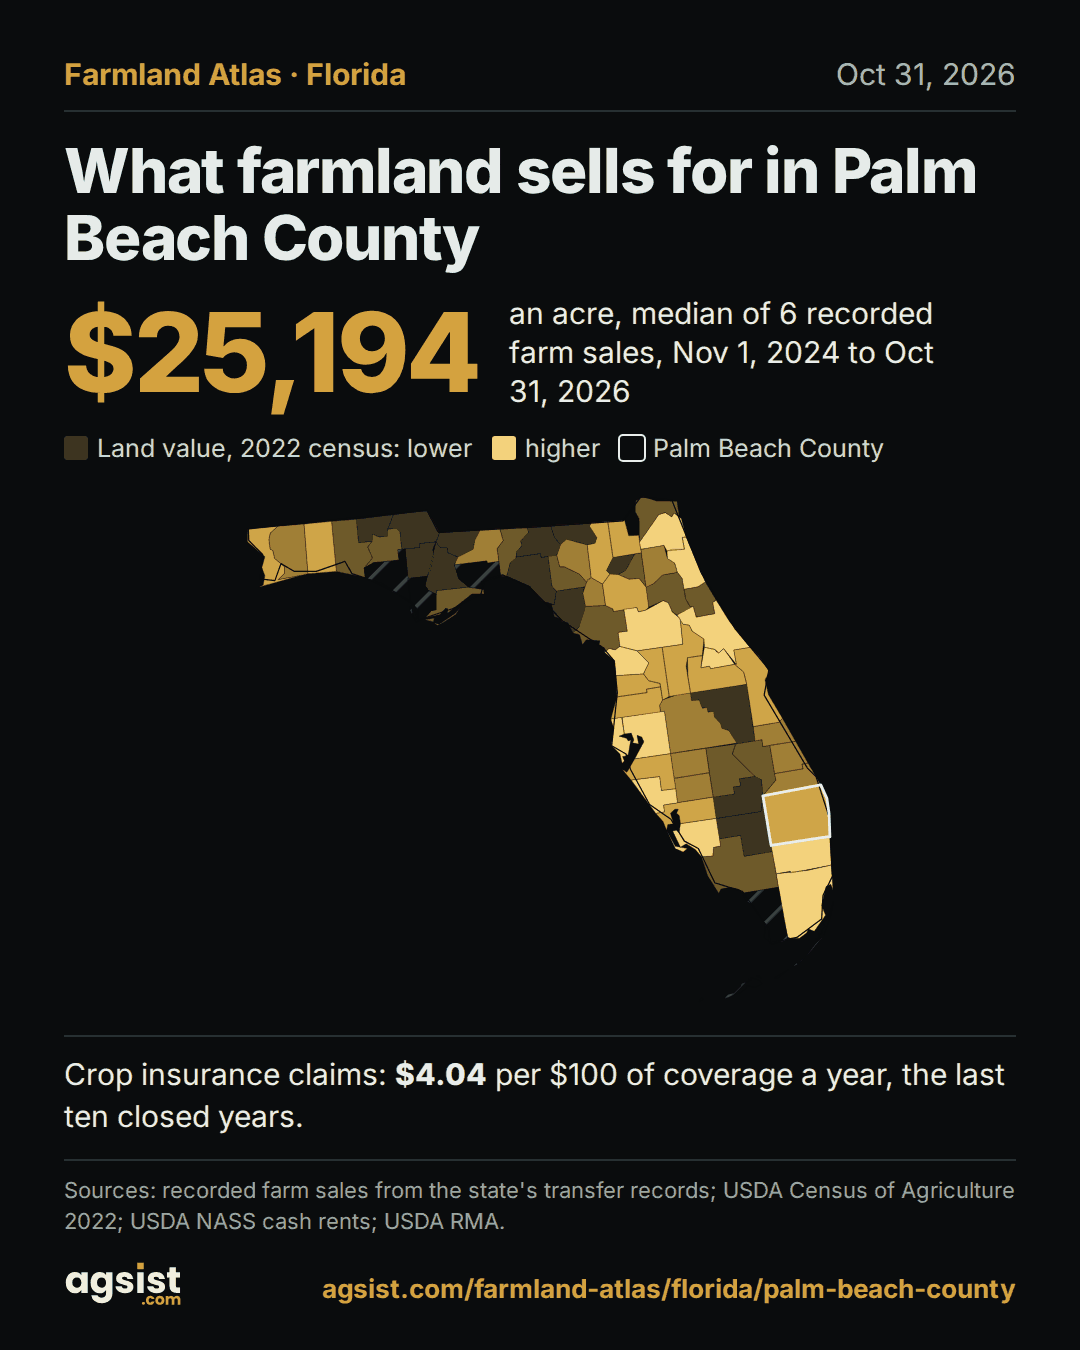 Farmland Atlas · Florida
Oct 31, 2026
What farmland sells for in Palm
Beach County
$25,194
an acre, median of 6 recorded
farm sales, Nov 1, 2024 to Oct
31, 2026
Land value, 2022 census: lower
higher
Palm Beach County
Crop insurance claims: $4.04 per $100 of coverage a year, the last
ten closed years.
Sources: recorded farm sales from the state's transfer records; USDA Census of Agriculture
2022; USDA NASS cash rents; USDA RMA.
agsist
.com
agsist.com/farmland-atlas/florida/palm-beach-county